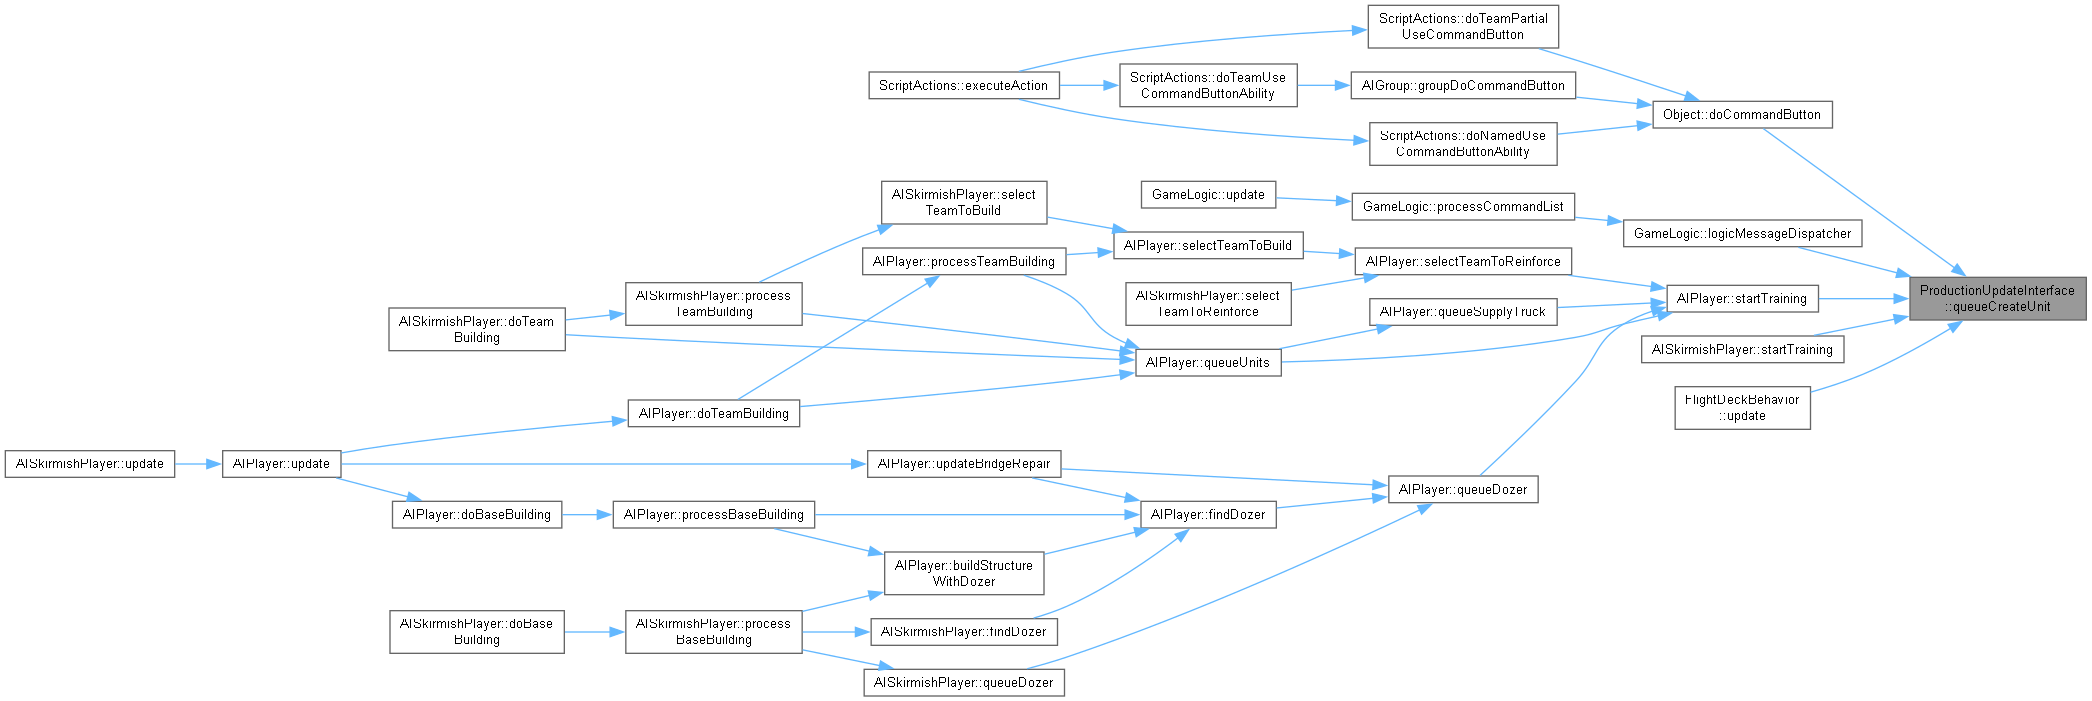 ScriptActions::doTeamPartial
UseCommandButton
ScriptActions::executeAction
ScriptActions::doTeamUse
CommandButtonAbility
AIGroup::groupDoCommandButton
Object::doCommandButton
ScriptActions::doNamedUse
CommandButtonAbility
AISkirmishPlayer::select
TeamToBuild
GameLogic::update
GameLogic::processCommandList
GameLogic::logicMessageDispatcher
AIPlayer::selectTeamToBuild
AIPlayer::processTeamBuilding
AIPlayer::selectTeamToReinforce
AISkirmishPlayer::process
TeamBuilding
AISkirmishPlayer::select
TeamToReinforce
AIPlayer::startTraining
ProductionUpdateInterface
::queueCreateUnit
AIPlayer::queueSupplyTruck
AISkirmishPlayer::doTeam
Building
AISkirmishPlayer::startTraining
AIPlayer::queueUnits
FlightDeckBehavior
::update
AIPlayer::doTeamBuilding
AISkirmishPlayer::update
AIPlayer::update
AIPlayer::updateBridgeRepair
AIPlayer::queueDozer
AIPlayer::doBaseBuilding
AIPlayer::processBaseBuilding
AIPlayer::findDozer
AIPlayer::buildStructure
WithDozer
AISkirmishPlayer::doBase
Building
AISkirmishPlayer::process
BaseBuilding
AISkirmishPlayer::findDozer
AISkirmishPlayer::queueDozer